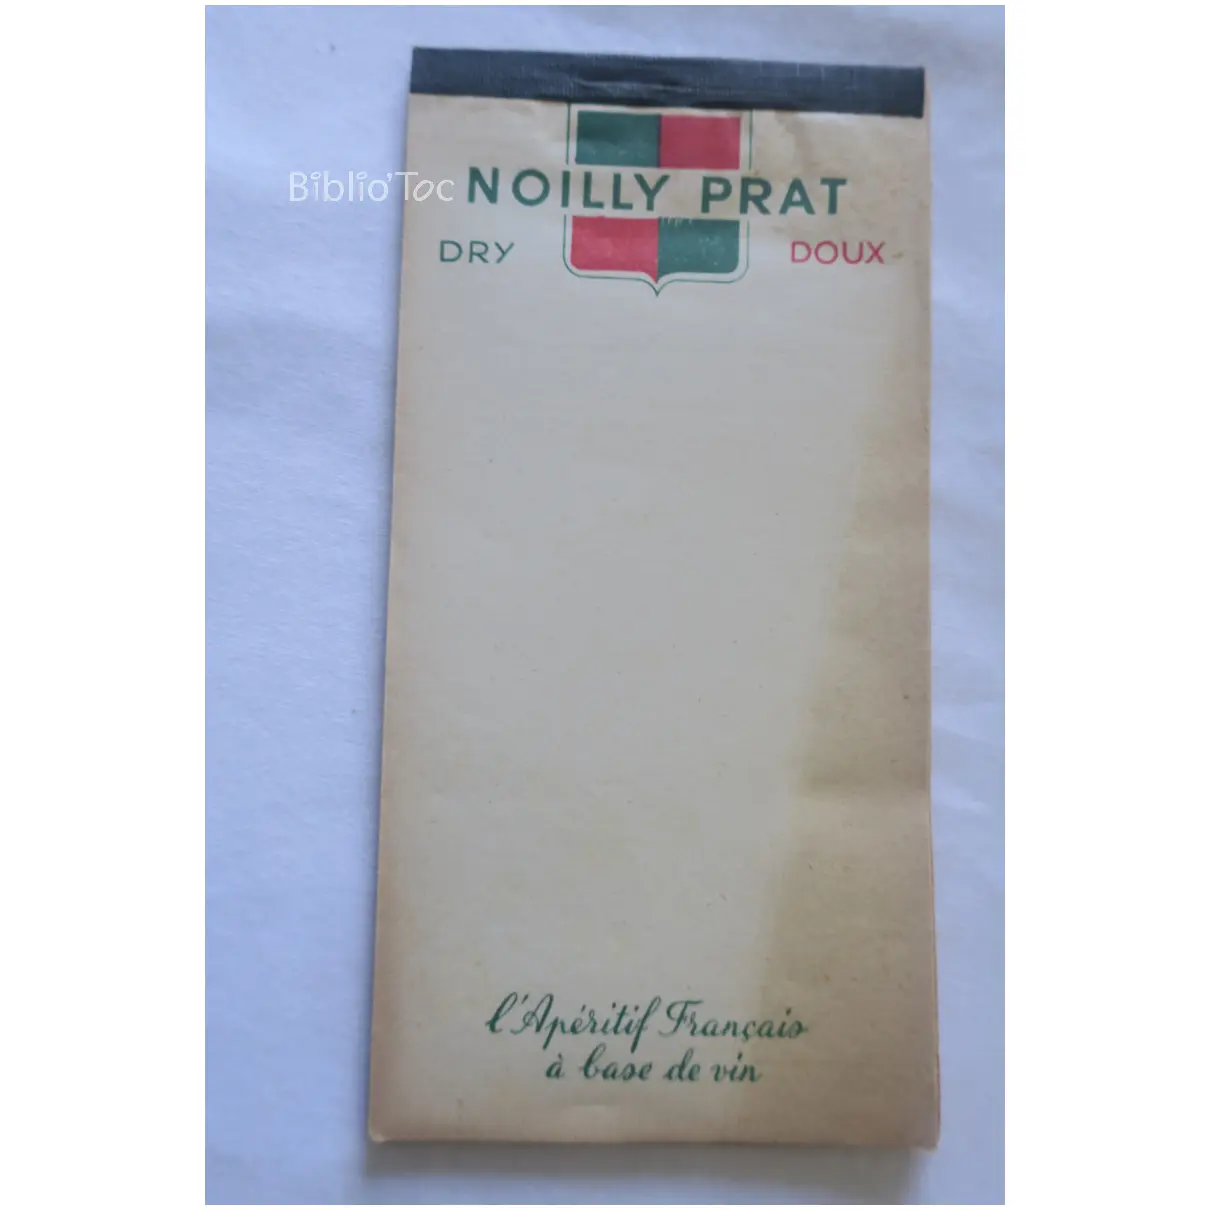 Biblio'Toc
NOILLY PRAT
DRY DOUX
l'Apéritif Français
à base de vin